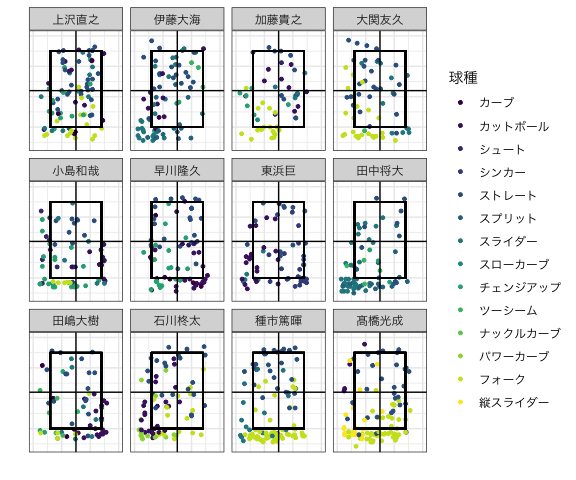 上沢直之
伊藤大海
加藤貴之
大関友久
小島和哉
早川隆久
東浜巨
田中将大
田嶋大樹
石川柊太
種市篤暉
髙橋光成
球種
カーブ
カットボール
シュート
シンカー
ストレート
スプリット
スライダー
スローカーブ
チェンジアップ
ツーシーム
ナックルカーブ
パワーカーブ
フォーク
縦スライダー